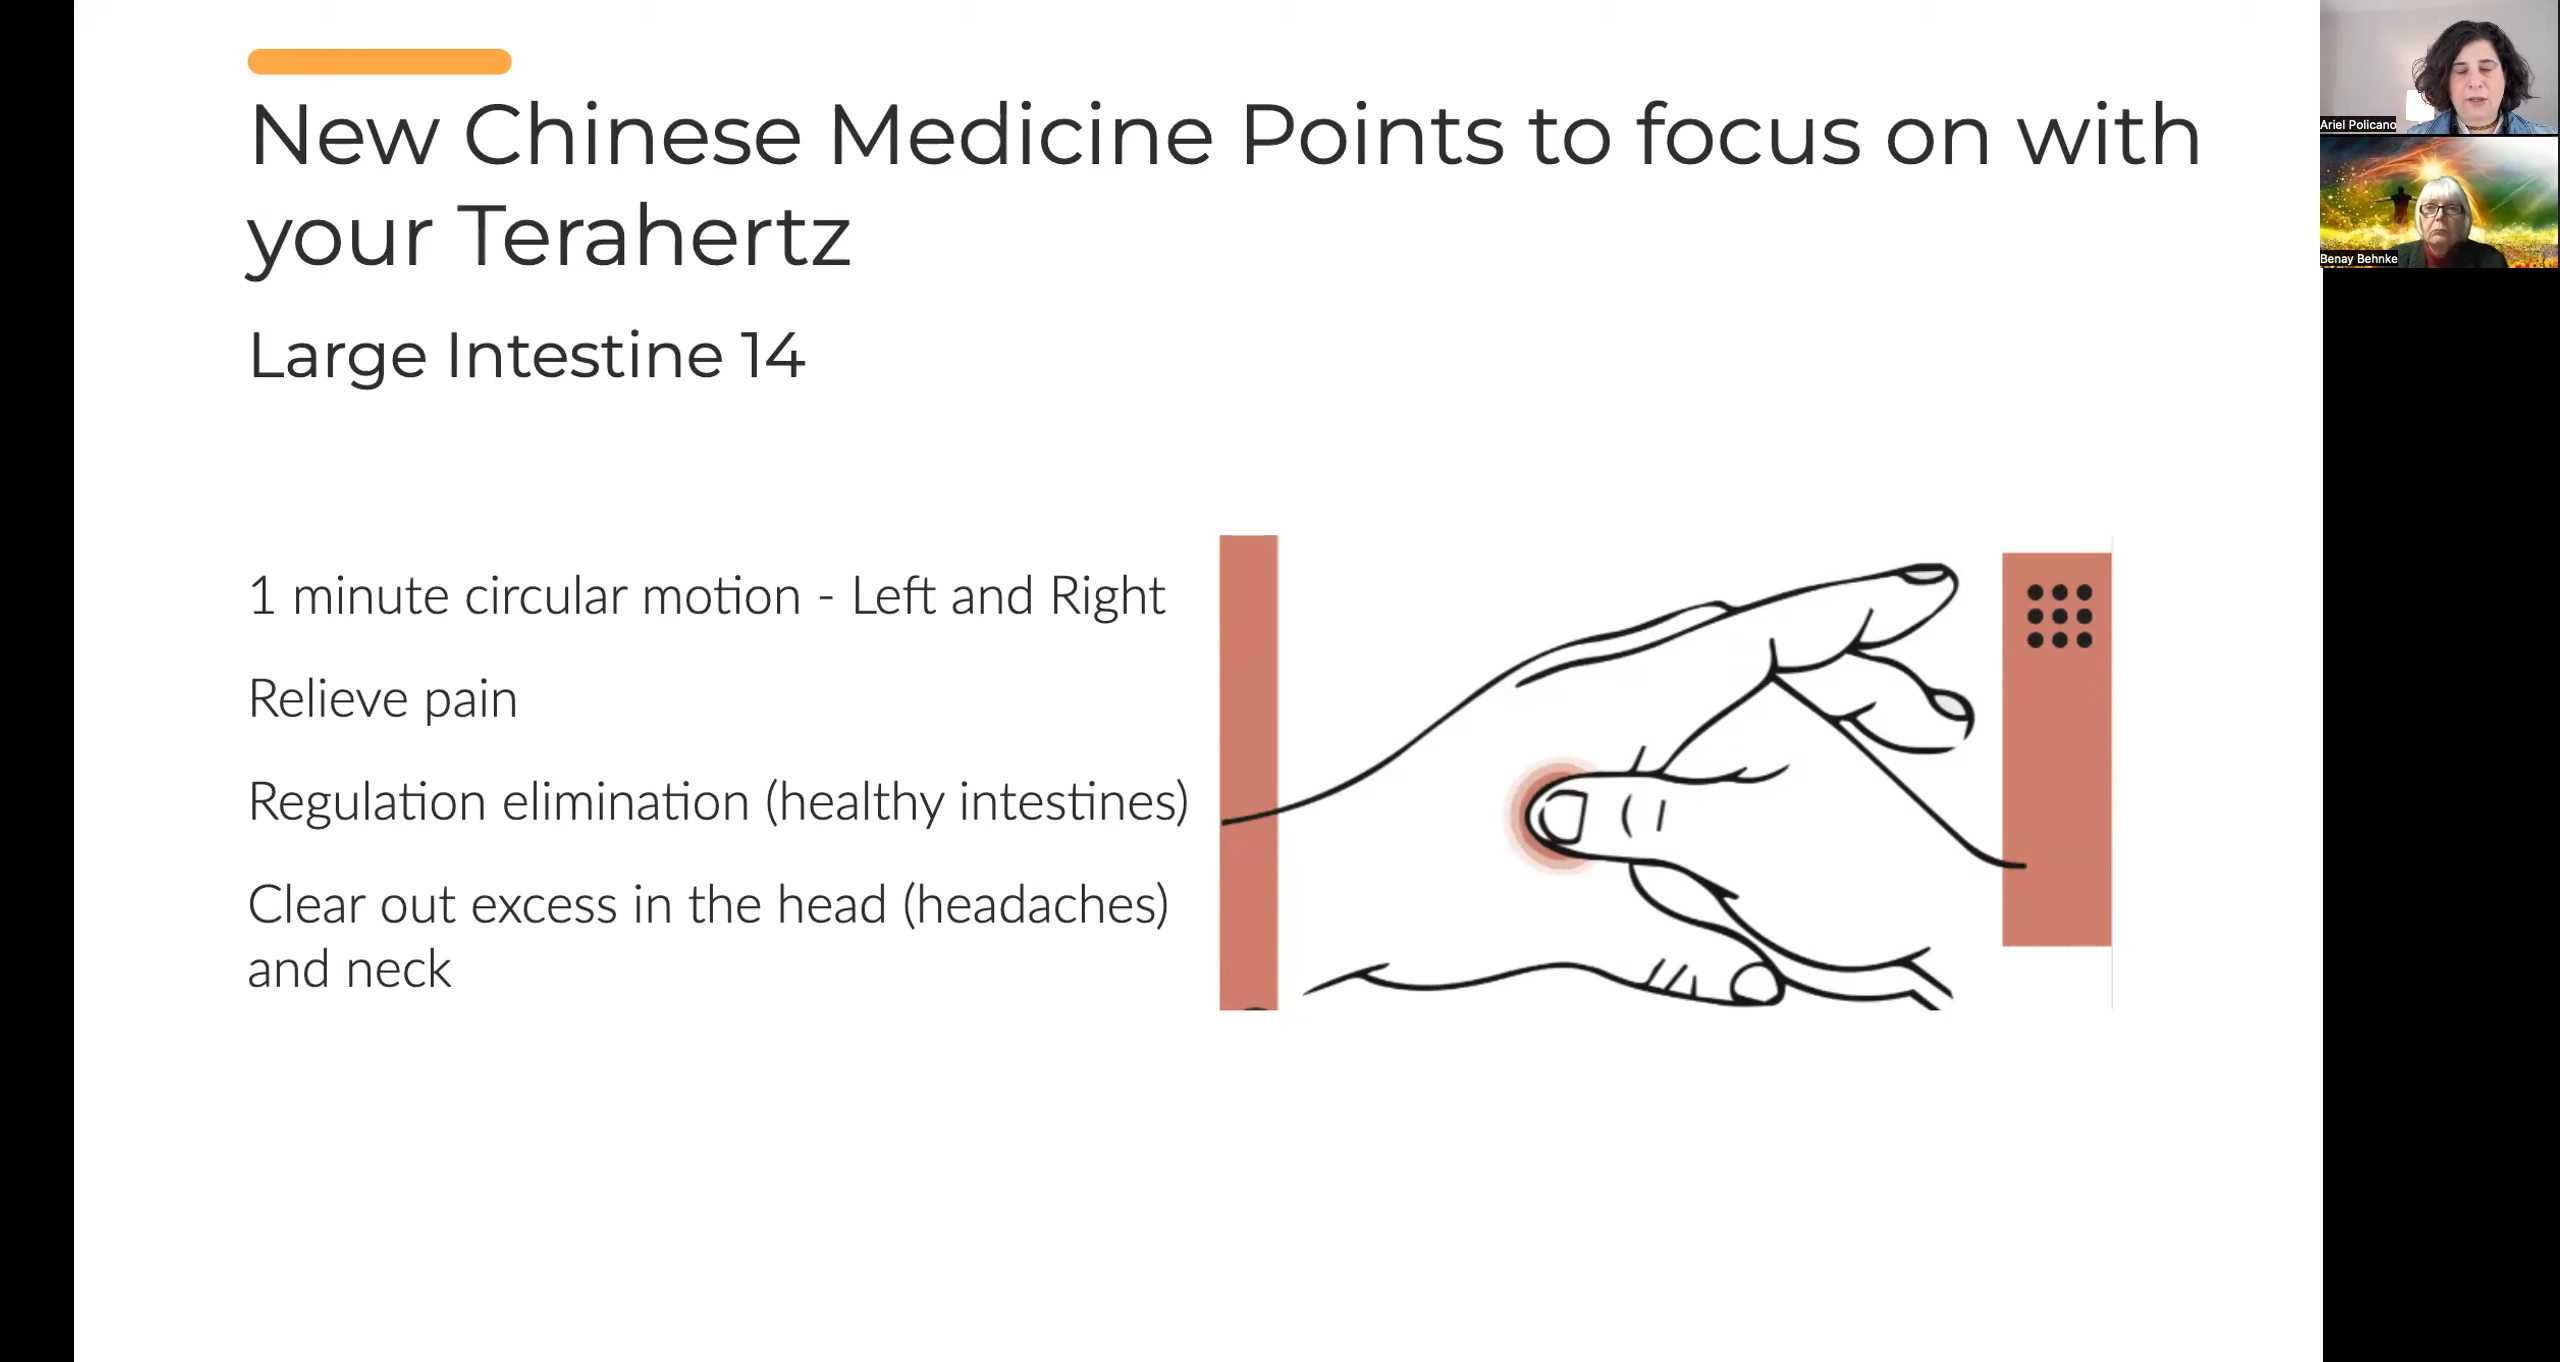 New Chinese Medicine Points to focus on with
your Terahertz
Large Intestine 14
1 minute circular motion - Left and Right
Relieve pain
Regulation elimination (healthy intestines)
Clear out excess in the head (headaches)
and neck
Ariel Policano
Benay Behnke